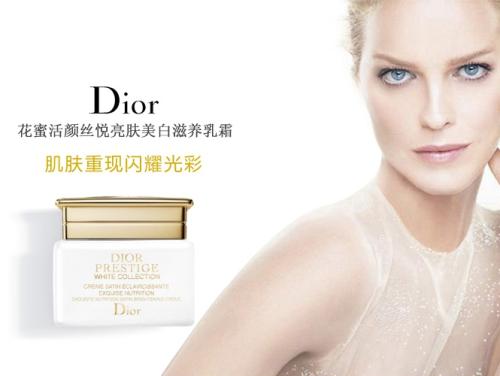 Dior
花蜜活颜丝悦亮肤美白滋养乳霜
肌肤重现闪耀光彩
DIOR
PRESTIGE
WHITE COLLECTION
CRÈME SATIN ÉCLAIRCISSANTE
EXQUISE NUTRITION
Dior